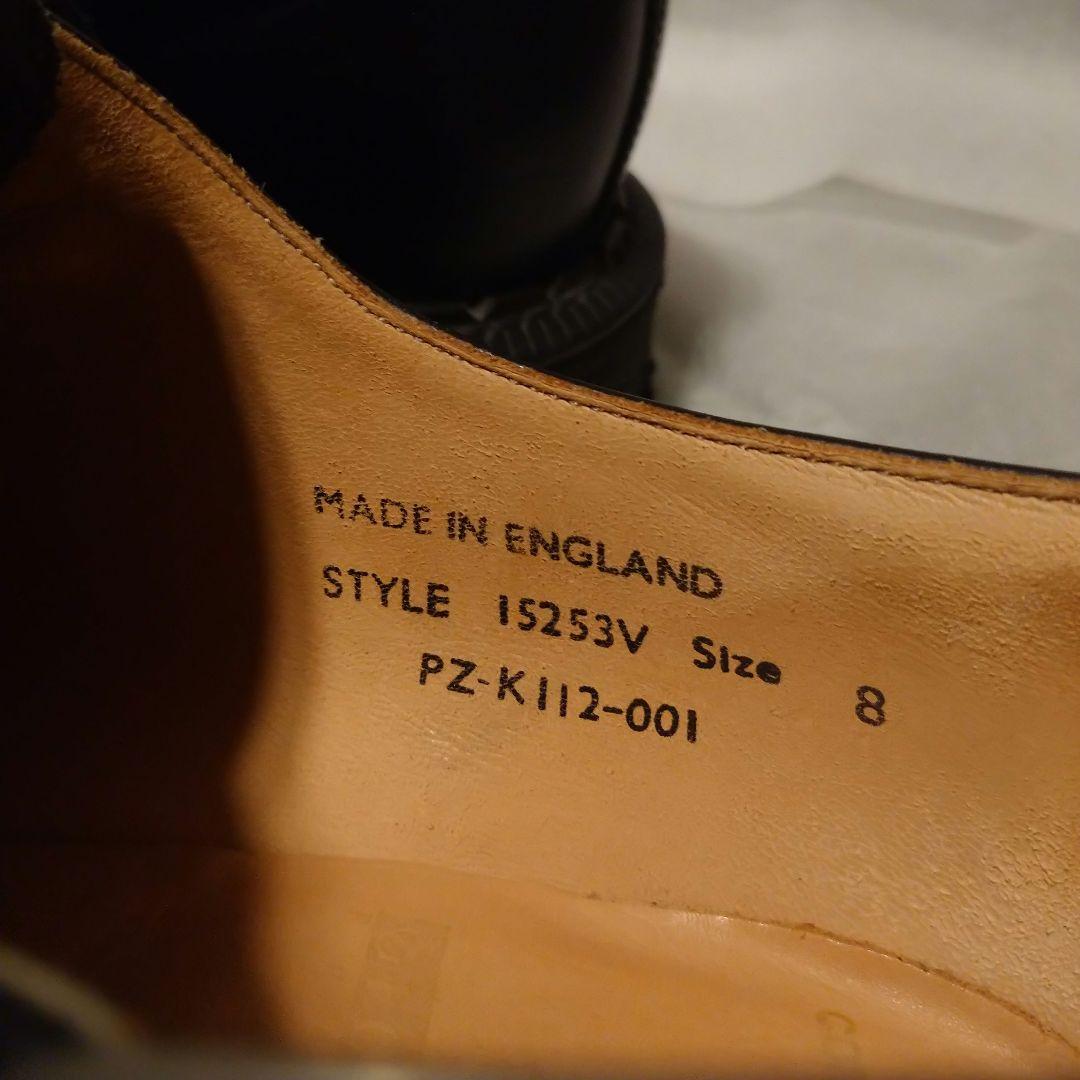 MADE IN ENGLAND
STYLE 15253V Size 8
PZ-K112-001